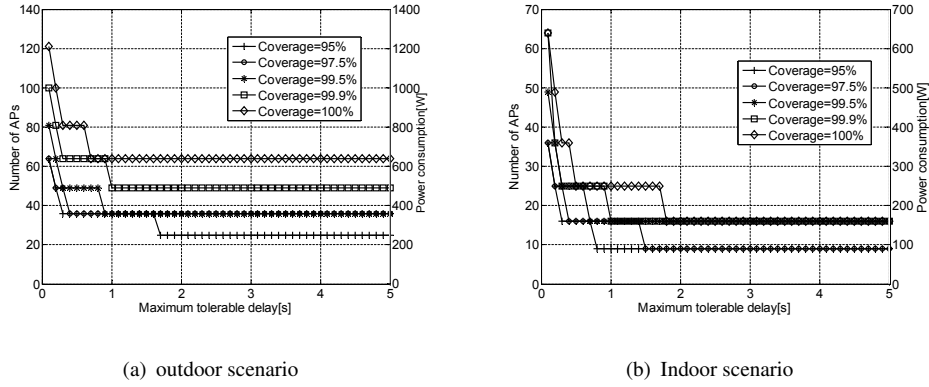 140
120
100
80
60
40
20
0
Number of APs
1400
1200
1000
800
600
400
200
0
Power consumption[W]
Coverage=95%
Coverage=97.5%
Coverage=99.5%
Coverage=99.9%
Coverage=100%
0 1 2 3 4 5
Maximum tolerable delay[s]
(a) outdoor scenario
70
60
50
40
30
20
10
0
Number of APs
700
600
500
400
300
200
100
0
Power consumption[W]
Coverage=95%
Coverage=97.5%
Coverage=99.5%
Coverage=99.9%
Coverage=100%
0 1 2 3 4 5
Maximum tolerable delay[s]
(b) Indoor scenario